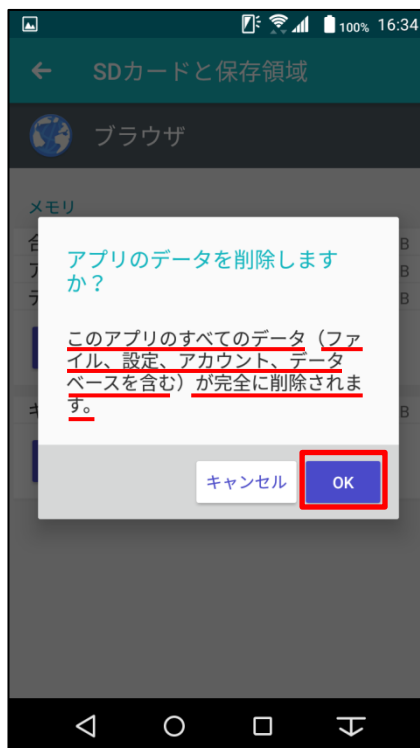 100% 16:34
SDカードと保存領域
ブラウザ
メモリ
B
B
B
アプリのデータを削除します
か？
このアプリのすべてのデータ（ファ
イル、設定、アカウント、データ
ベースを含む）が完全に削除されま
す。
B
キャンセル
OK